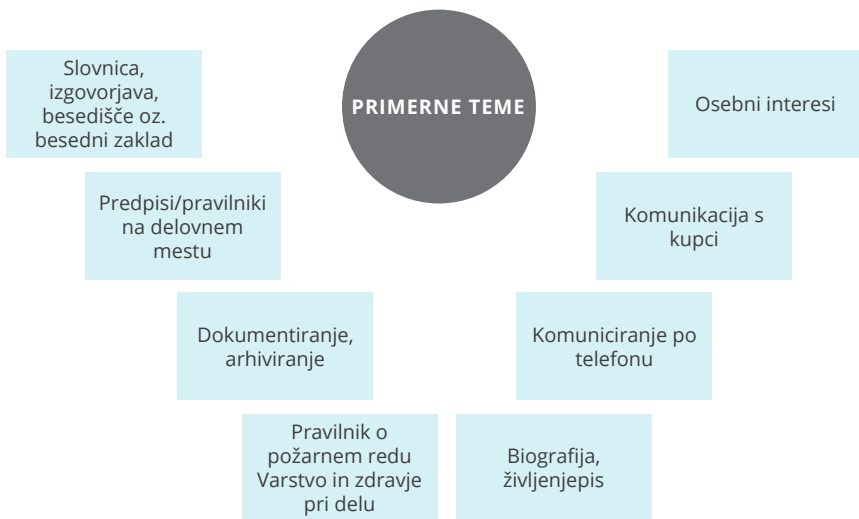 PRIMERNE TEME
Slovnica,
izgovorjava,
besedišče oz.
besedni zaklad
Osebni interesi
Predpisi/pravilniki
na delovnem
mestu
Komunikacija s
kupci
Dokumentiranje,
arhiviranje
Komuniciranje po
telefonu
Pravilnik o
požarnem redu
Varstvo in zdravje
pri delu
Biografija,
življenjepis